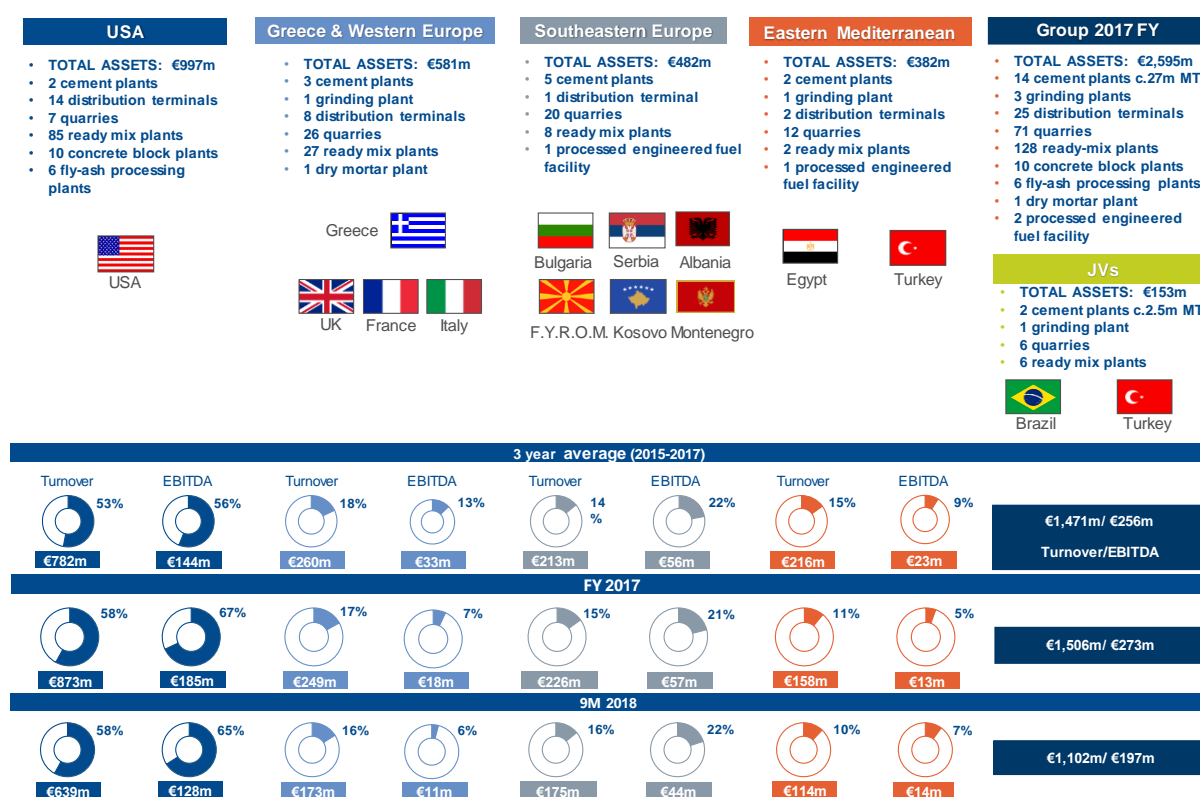 USA
TOTAL ASSETS: €997m
2 cement plants
14 distribution terminals
7 quarries
85 ready mix plants
10 concrete block plants
6 fly-ash processing
plants
USA
Greece & Western Europe
TOTAL ASSETS: €581m
3 cement plants
1 grinding plant
8 distribution terminals
26 quarries
27 ready mix plants
1 dry mortar plant
Greece
UK France Italy
Southeastern Europe
TOTAL ASSETS: €482m
5 cement plants
1 distribution terminal
20 quarries
8 ready mix plants
1 processed engineered fuel
facility
Bulgaria Serbia Albania
F.Y.R.O.M. Kosovo Montenegro
Eastern Mediterranean
TOTAL ASSETS: €382m
2 cement plants
1 grinding plant
2 distribution terminals
12 quarries
2 ready mix plants
1 processed engineered
fuel facility
Egypt Turkey
Group 2017 FY
TOTAL ASSETS: €2,595m
14 cement plants c.27m MT
3 grinding plants
25 distribution terminals
71 quarries
128 ready-mix plants
10 concrete block plants
6 fly-ash processing plants
1 dry mortar plant
2 processed engineered
fuel facility
JVs
TOTAL ASSETS: €153m
2 cement plants c.2.5m MT
1 grinding plant
6 quarries
6 ready mix plants
Brazil Turkey
3 year average (2015-2017)
Turnover EBITDA Turnover EBITDA Turnover EBITDA Turnover EBITDA
53% 56% 18% 13% 14
% 22% 15% 9%
€782m €144m €260m €33m €213m €56m €216m €23m
€1,471m/ €256m
Turnover/EBITDA
FY 2017
58% 67% 17% 7% 15% 21% 11% 5%
€873m €185m €249m €18m €226m €57m €158m €13m
€1,506m/ €273m
9M 2018
58% 65% 16% 6% 16% 22% 10% 7%
€639m €128m €173m €11m €175m €44m €114m €14m
€1,102m/ €197m